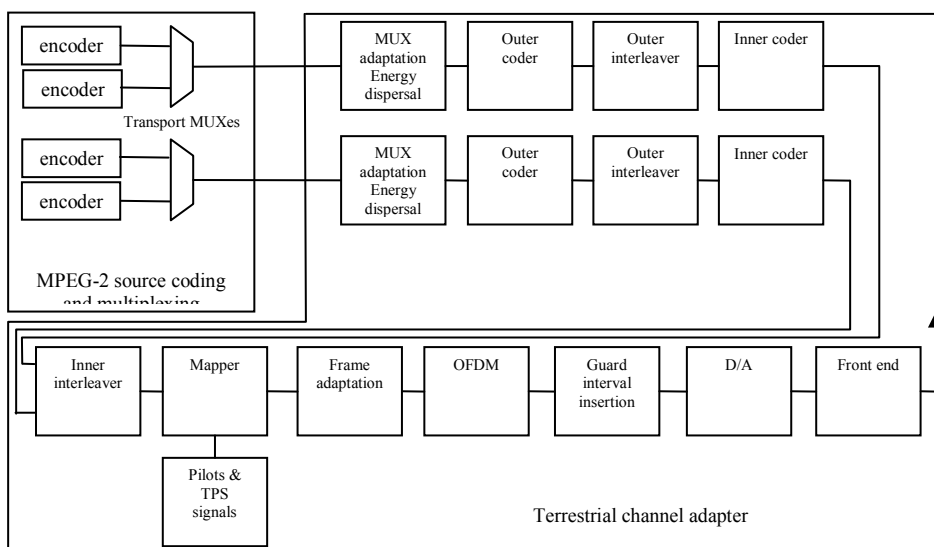 encoder
encoder
Transport MUXes
encoder
encoder
MPEG-2 source coding
and multiplexing
MUX
adaptation
Energy
dispersal
Outer
coder
Outer
interleaver
Inner coder
MUX
adaptation
Energy
dispersal
Outer
coder
Outer
interleaver
Inner coder
Inner
interleaver
Mapper
Frame
adaptation
OFDM
Guard
interval
insertion
D/A
Front end
Pilots &
TPS
signals
Terrestrial channel adapter